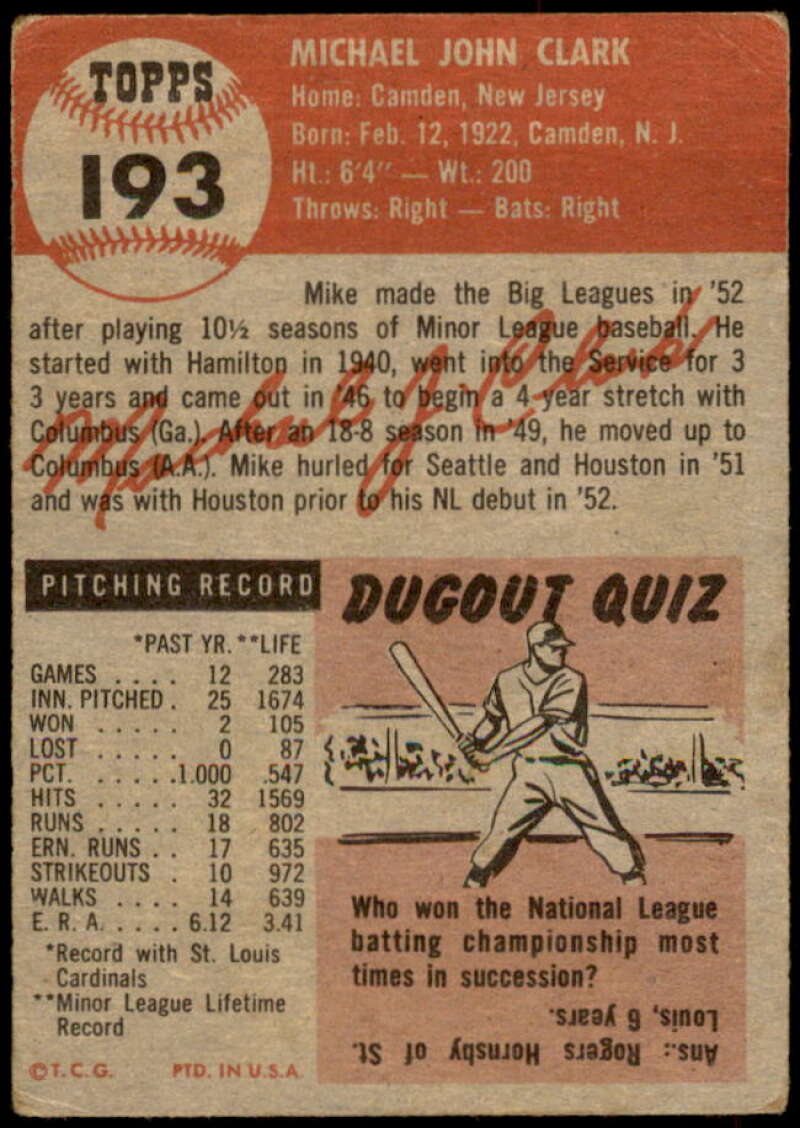 TOPPS
193
MICHAEL JOHN CLARK
Home: Camden, New Jersey
Born: Feb. 12, 1922, Camden, N. J.
Ht.: 6'4" — Wt.: 200
Throws: Right — Bats: Right
Mike made the Big Leagues in '52
after playing 10½ seasons of Minor League baseball. He
started with Hamilton in 1940, went into the Service for 3
3 years and came out in '46 to begin a 4 year stretch with
Columbus (Ga.). After an 18-8 season in '49, he moved up to
Columbus (A.A.). Mike hurled for Seattle and Houston in '51
and was with Houston prior to his NL debut in '52.
Michael J Clark
PITCHING RECORD
*PAST YR. **LIFE
GAMES . . . . 12 283
INN. PITCHED . 25 1674
WON . . . . . 2 105
LOST . . . . . 0 87
PCT. . . . . .1.000 .547
HITS . . . . . 32 1569
RUNS . . . . . 18 802
ERN. RUNS . . 17 635
STRIKEOUTS . 10 972
WALKS . . . . 14 639
E. R. A. . . . . 6.12 3.41
*Record with St. Louis
Cardinals
**Minor League Lifetime
Record
©T.C.G. PTD. IN U.S.A.
DUGOUT QUIZ
Who won the National League
batting championship most
times in succession?
Ans.: Rogers Hornsby of St.
Louis, 6 years.